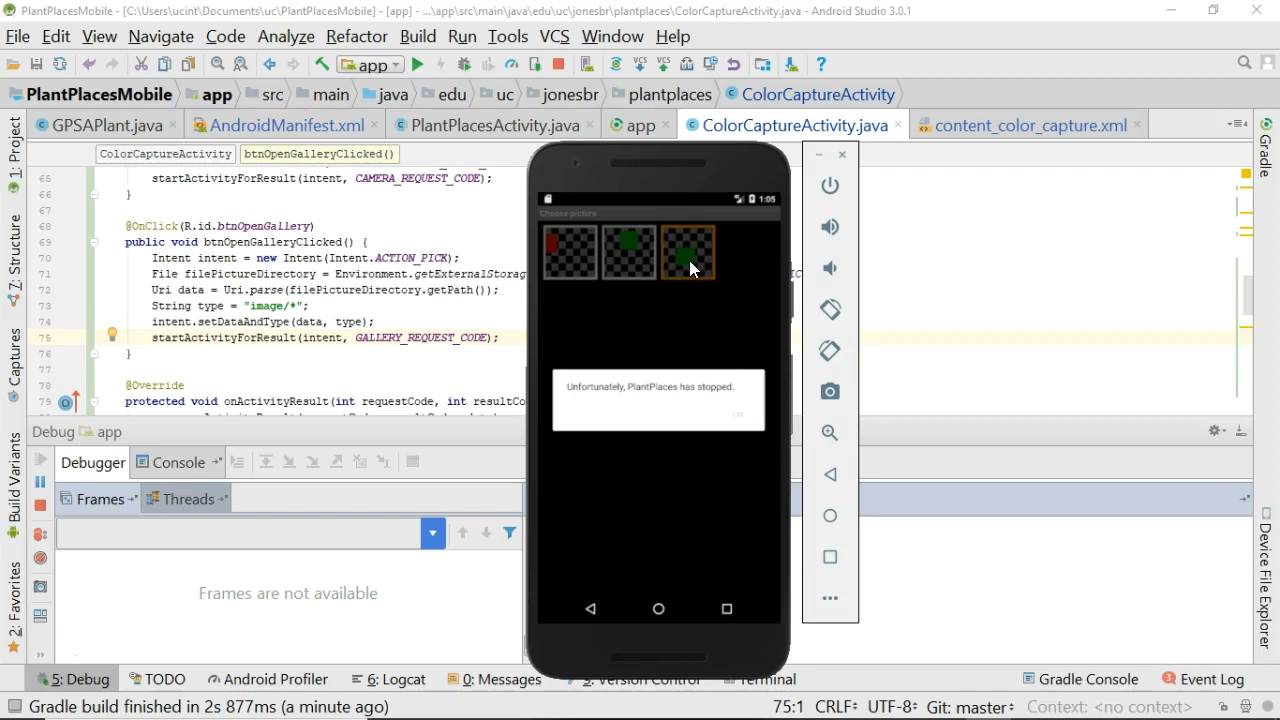 PlantPlacesMobile - [C:\Users\ucint\Documents\uc\PlantPlacesMobile] - [app] - ...\app\src\main\java\edu\uc\jonesbr\plantplaces\ColorCaptureActivity.java - Android Studio 3.0.1
File Edit View Navigate Code Analyze Refactor Build Run Tools VCS Window Help
app
PlantPlacesMobile app src main java edu uc jonesbr plantplaces ColorCaptureActivity
GPSAPlant.java AndroidManifest.xml PlantPlacesActivity.java app ColorCaptureActivity.java content_color_capture.xml
ColorCaptureActivity btnOpenGalleryClicked()
65 startActivityForResult(intent, CAMERA_REQUEST_CODE);
66 }
67
68 @OnClick(R.id.btnOpenGallery)
69 public void btnOpenGalleryClicked() {
70 Intent intent = new Intent(Intent.ACTION_PICK);
71 File filePictureDirectory = Environment.getExternalStorag
72 Uri data = Uri.parse(filePictureDirectory.getPath());
73 String type = "image/*";
74 intent.setDataAndType(data, type);
75 startActivityForResult(intent, GALLERY_REQUEST_CODE);
76 }
77
78 @Override
79 protected void onActivityResult(int requestCode, int resultCo
1:05
Choose picture
Unfortunately, PlantPlaces has stopped.
OK
1: Project
7: Structure
Captures
Build Variants
2: Favorites
Gradle
Device File Explorer
Debug app
Debugger Console
Frames Threads
Frames are not available
5: Debug TODO Android Profiler 6: Logcat 0: Messages 9: Version Control Terminal Gradle Console 3 Event Log
Gradle build finished in 2s 877ms (a minute ago) 75:1 CRLF UTF-8 Git: master Context: <no context>